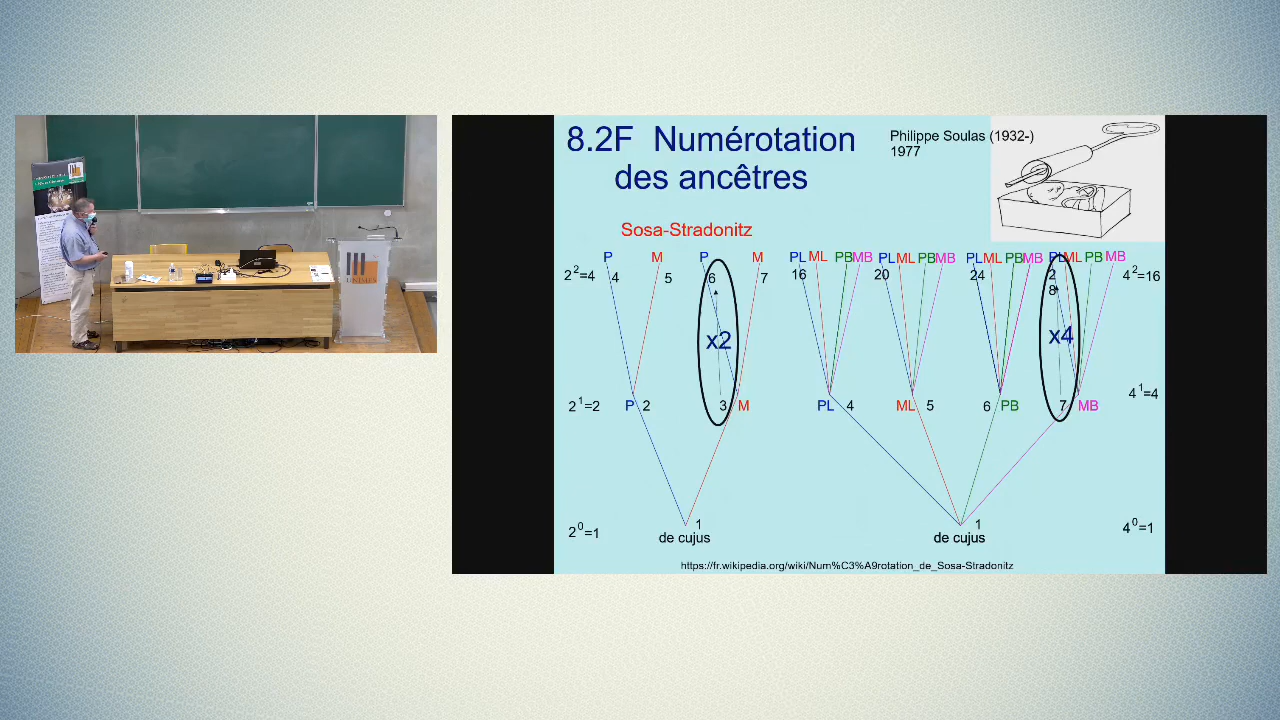 8.2F Numérotation
des ancêtres
Philippe Soulas (1932-)
1977
Sosa-Stradonitz
P M P M PL ML PB MB PL ML PB MB PL ML PB MB PL ML PB MB
2²=4 4 5 6 7 16 20 24 2 4²=16
8
x2 x4
4¹=4
2¹=2 P 2 3 M PL 4 ML 5 6 PB 7 MB
2⁰=1 1 1 4⁰=1
de cujus de cujus
https://fr.wikipedia.org/wiki/Num%C3%A9rotation_de_Sosa-Stradonitz